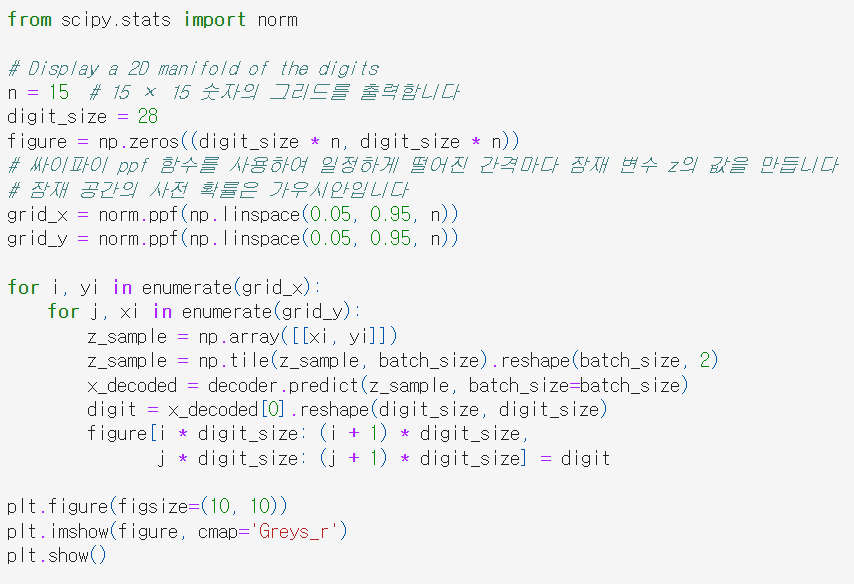 from scipy.stats import norm

# Display a 2D manifold of the digits
n = 15  # 15 × 15 숫자의 그리드를 출력합니다
digit_size = 28
figure = np.zeros((digit_size * n, digit_size * n))
# 싸이파이 ppf 함수를 사용하여 일정하게 떨어진 간격마다 잠재 변수 z의 값을 만듭니다
# 잠재 공간의 사전 확률은 가우시안입니다
grid_x = norm.ppf(np.linspace(0.05, 0.95, n))
grid_y = norm.ppf(np.linspace(0.05, 0.95, n))

for i, yi in enumerate(grid_x):
    for j, xi in enumerate(grid_y):
        z_sample = np.array([[xi, yi]])
        z_sample = np.tile(z_sample, batch_size).reshape(batch_size, 2)
        x_decoded = decoder.predict(z_sample, batch_size=batch_size)
        digit = x_decoded[0].reshape(digit_size, digit_size)
        figure[i * digit_size: (i + 1) * digit_size,
               j * digit_size: (j + 1) * digit_size] = digit

plt.figure(figsize=(10, 10))
plt.imshow(figure, cmap='Greys_r')
plt.show()